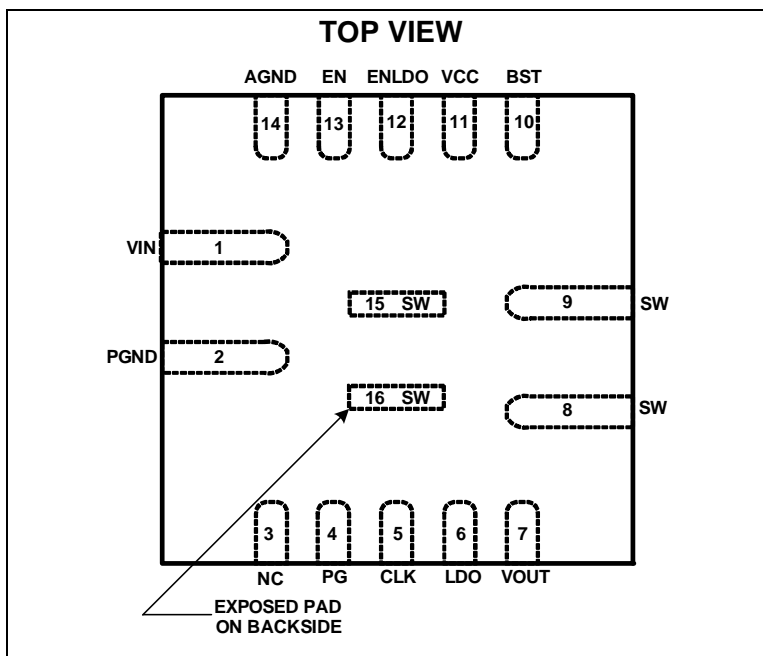 TOP VIEW
AGND EN ENLDO VCC BST
14 13 12 11 10
VIN 1
15 SW 9 SW
PGND 2
16 SW 8 SW
3 4 5 6 7
NC PG CLK LDO VOUT
EXPOSED PAD
ON BACKSIDE